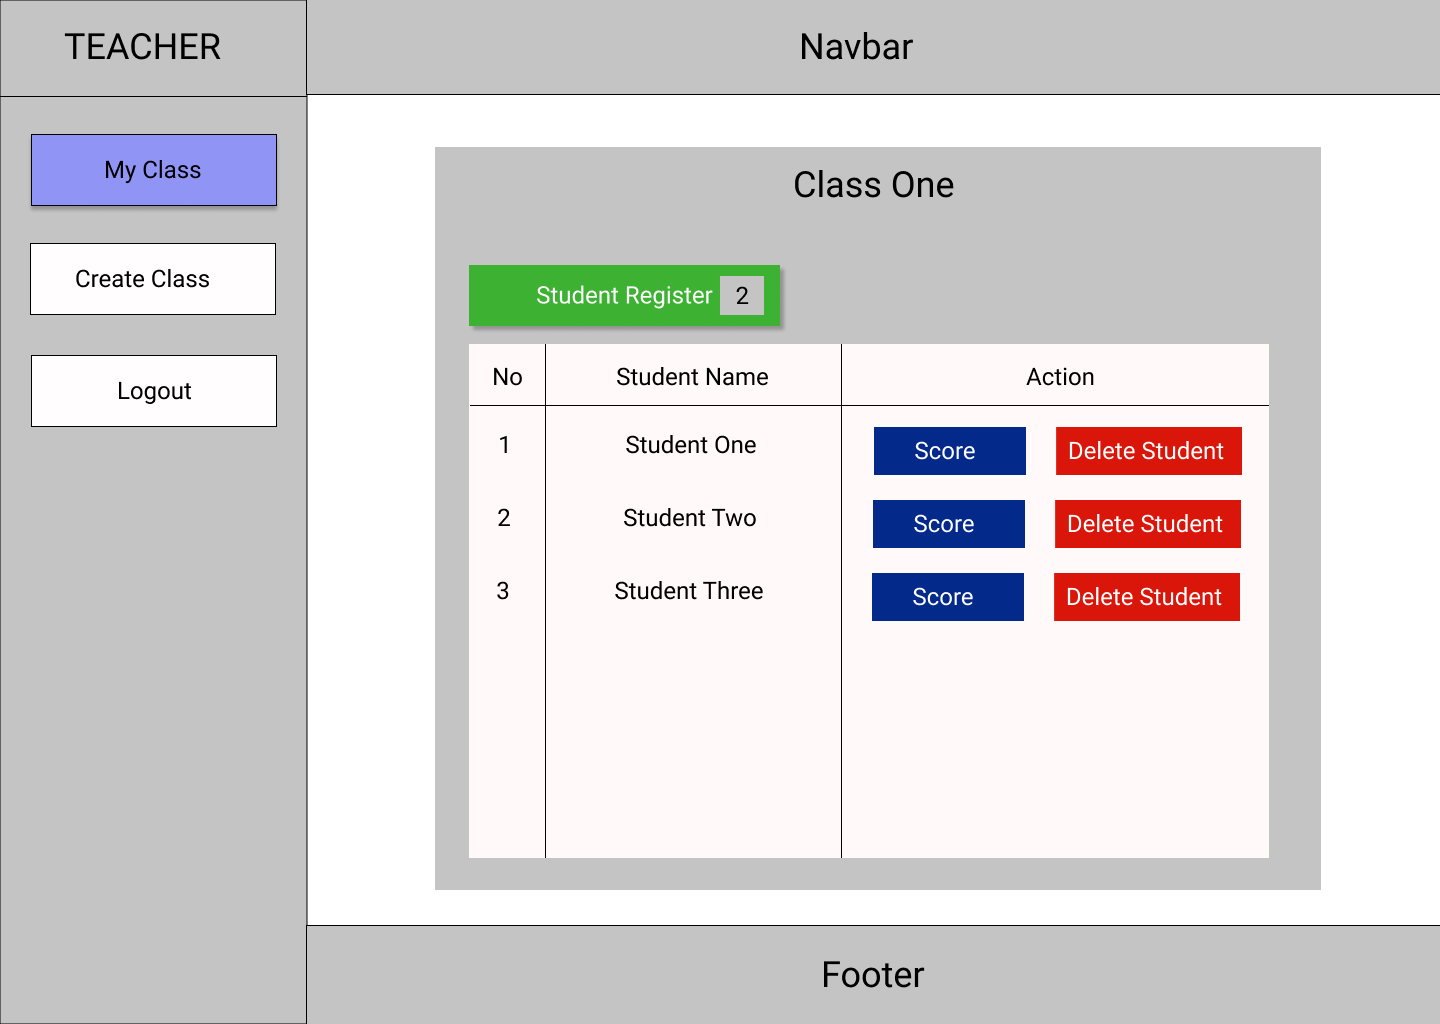 TEACHER
Navbar
My Class
Create Class
Logout
Class One
Student Register 2
No Student Name Action
1 Student One Score Delete Student
2 Student Two Score Delete Student
3 Student Three Score Delete Student
Footer